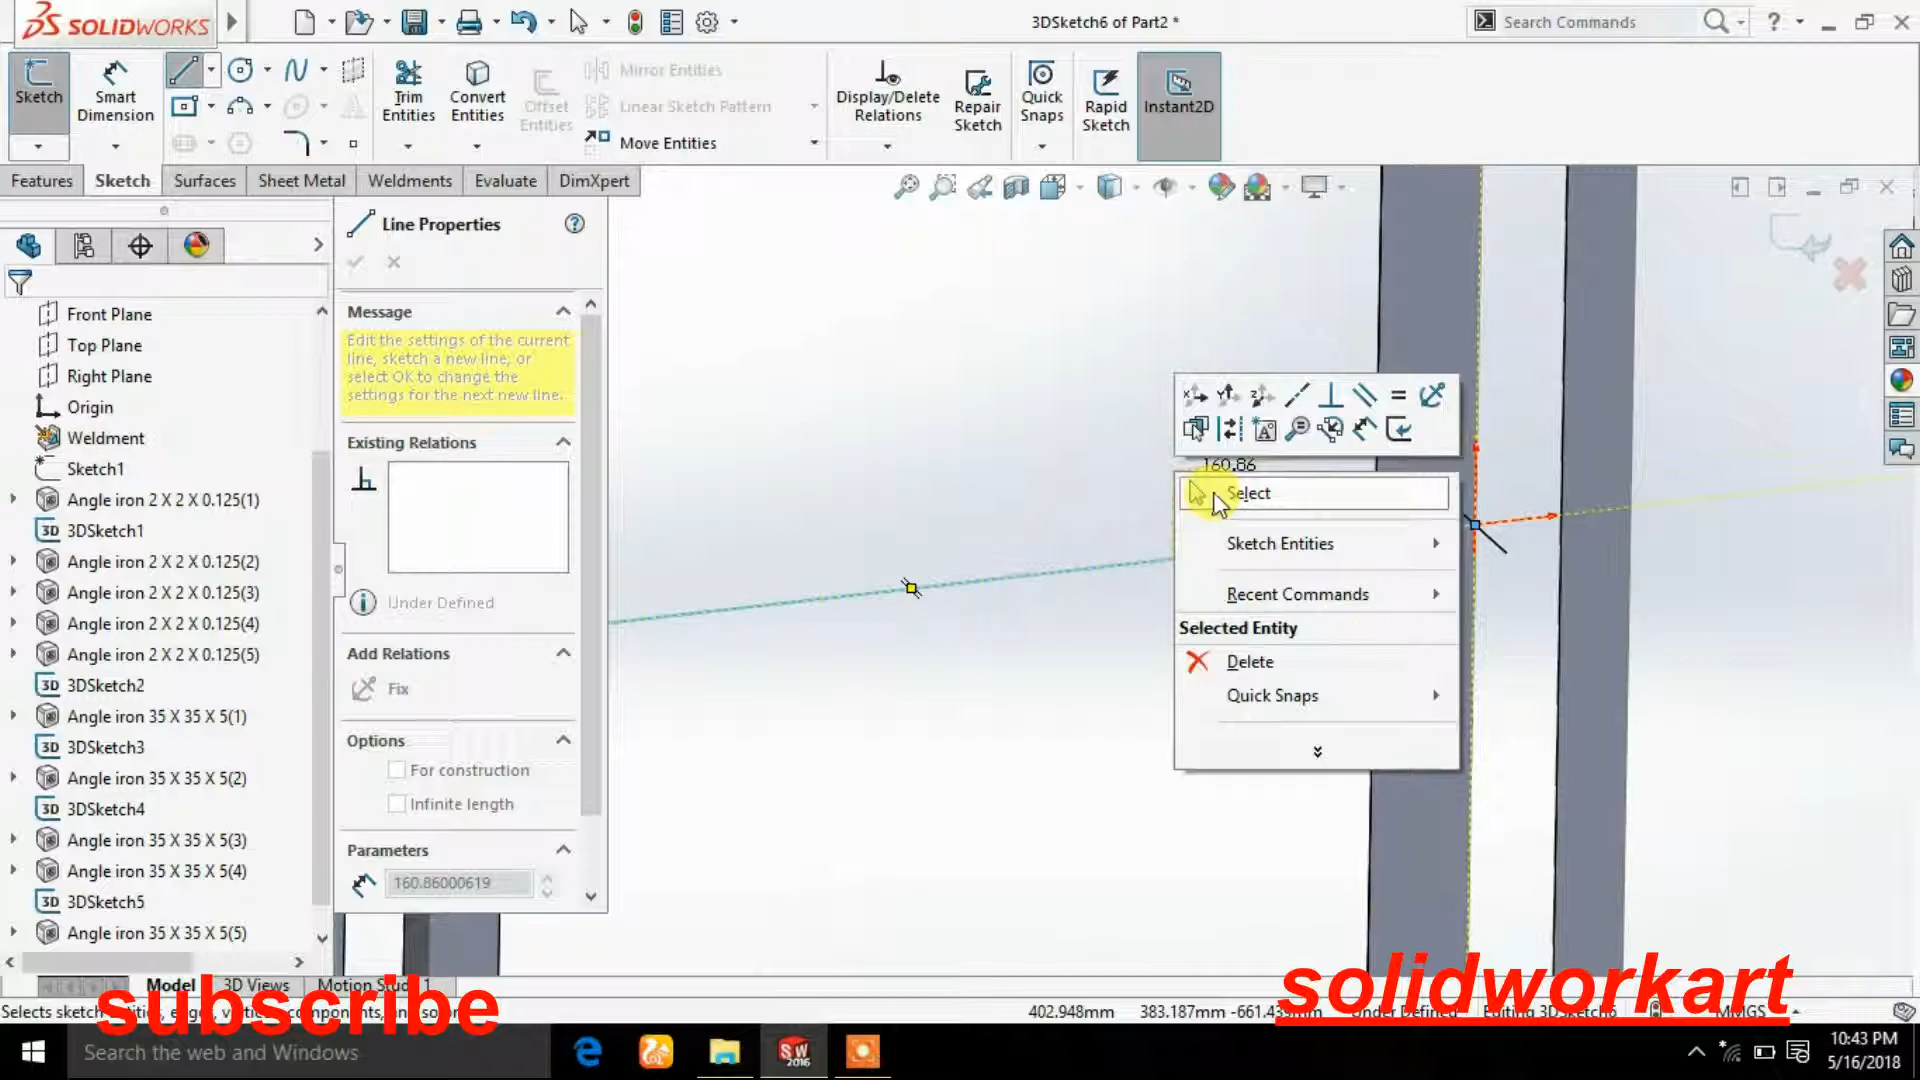 SOLIDWORKS
3DSketch6 of Part2 *
Search Commands
Sketch
Smart Dimension
Trim Entities
Convert Entities
Offset Entities
Mirror Entities
Linear Sketch Pattern
Move Entities
Display/Delete Relations
Repair Sketch
Quick Snaps
Rapid Sketch
Instant2D
Features
Sketch
Surfaces
Sheet Metal
Weldments
Evaluate
DimXpert
Front Plane
Top Plane
Right Plane
Origin
Weldment
Sketch1
Angle iron 2 X 2 X 0.125(1)
3D 3DSketch1
Angle iron 2 X 2 X 0.125(2)
Angle iron 2 X 2 X 0.125(3)
Angle iron 2 X 2 X 0.125(4)
Angle iron 2 X 2 X 0.125(5)
3D 3DSketch2
Angle iron 35 X 35 X 5(1)
3D 3DSketch3
Angle iron 35 X 35 X 5(2)
3D 3DSketch4
Angle iron 35 X 35 X 5(3)
Angle iron 35 X 35 X 5(4)
3D 3DSketch5
Angle iron 35 X 35 X 5(5)
Line Properties
Message
Edit the settings of the current
line, sketch a new line, or
select OK to change the
settings for the next new line.
Existing Relations
Under Defined
Add Relations
Fix
Options
For construction
Infinite length
Parameters
160.86000619
160.86
Select
Sketch Entities
Recent Commands
Selected Entity
Delete
Quick Snaps
Model
3D Views
Motion Study 1
subscribe
solidworkart
402.948mm
383.187mm
Under Defined
Editing 3DSketch6
MMGS
Search the web and Windows
SW 2016
10:43 PM
5/16/2018